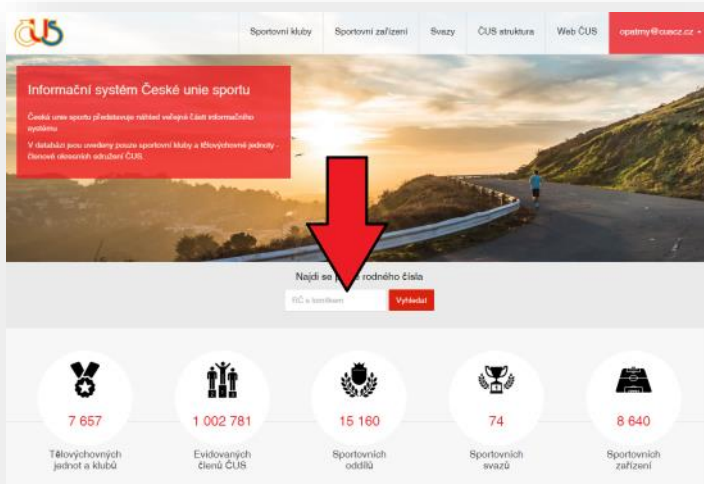 ČUS
Sportovní kluby
Sportovní zařízení
Svazy
ČUS struktura
Web ČUS
opatrny@cuscz.cz
Informační systém České unie sportu
Česká unie sportu představuje náhled veřejné části informačního
systému
V databázi jsou uvedeny pouze sportovní kluby a tělovýchovné jednoty -
členové okresních sdružení ČUS.
Najdi se rodného čísla
RČ s lomítkem
Vyhledat
7 657
1 002 781
15 160
74
8 640
Tělovýchovných
jednot a klubů
Evidovaných
členů ČUS
Sportovních
oddílů
Sportovních
svazů
Sportovních
zařízení